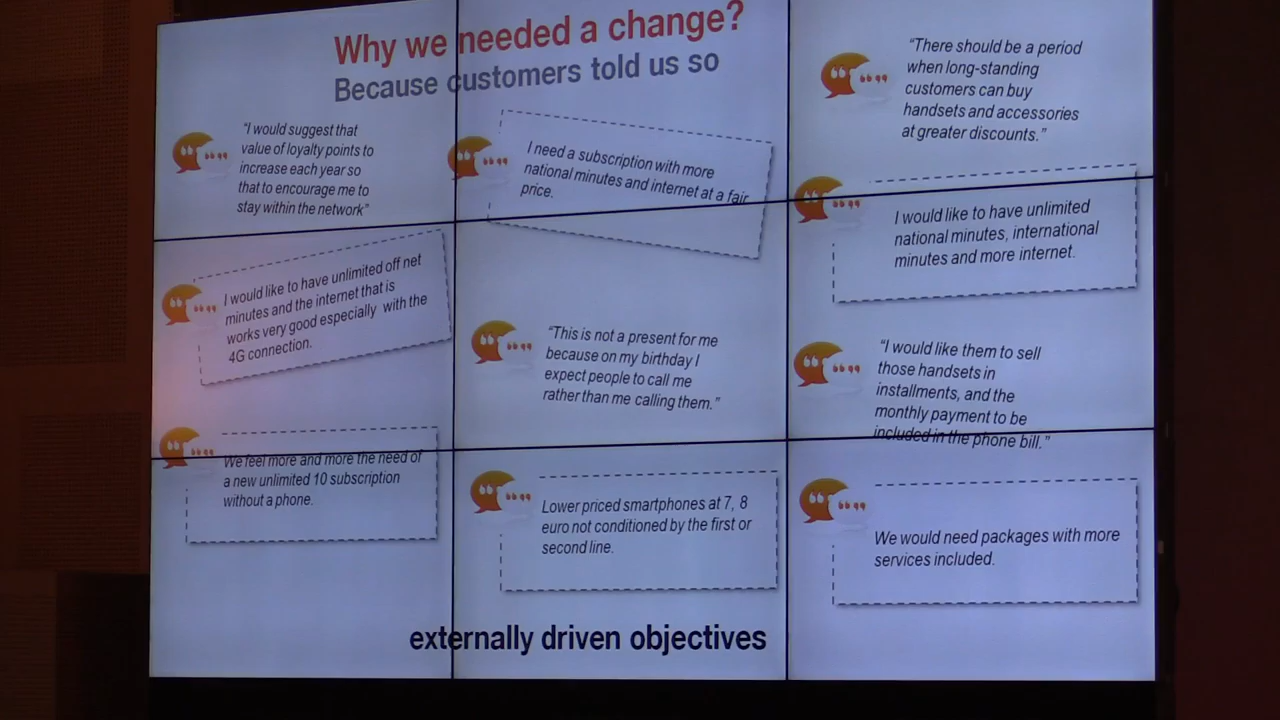 Why we needed a change?
Because customers told us so
“I would suggest that
value of loyalty points to
increase each year so
that to encourage me to
stay within the network”
I need a subscription with more
national minutes and internet at a fair
price.
“There should be a period
when long-standing
customers can buy
handsets and accessories
at greater discounts.”
I would like to have unlimited
national minutes, international
minutes and more internet.
I would like to have unlimited off net
minutes and the internet that is
works very good especially with the
4G connection.
“This is not a present for me
because on my birthday I
expect people to call me
rather than me calling them.”
“I would like them to sell
those handsets in
installments, and the
monthly payment to be
included in the phone bill.”
We feel more and more the need of
a new unlimited 10 subscription
without a phone.
Lower priced smartphones at 7, 8
euro not conditioned by the first or
second line.
We would need packages with more
services included.
externally driven objectives